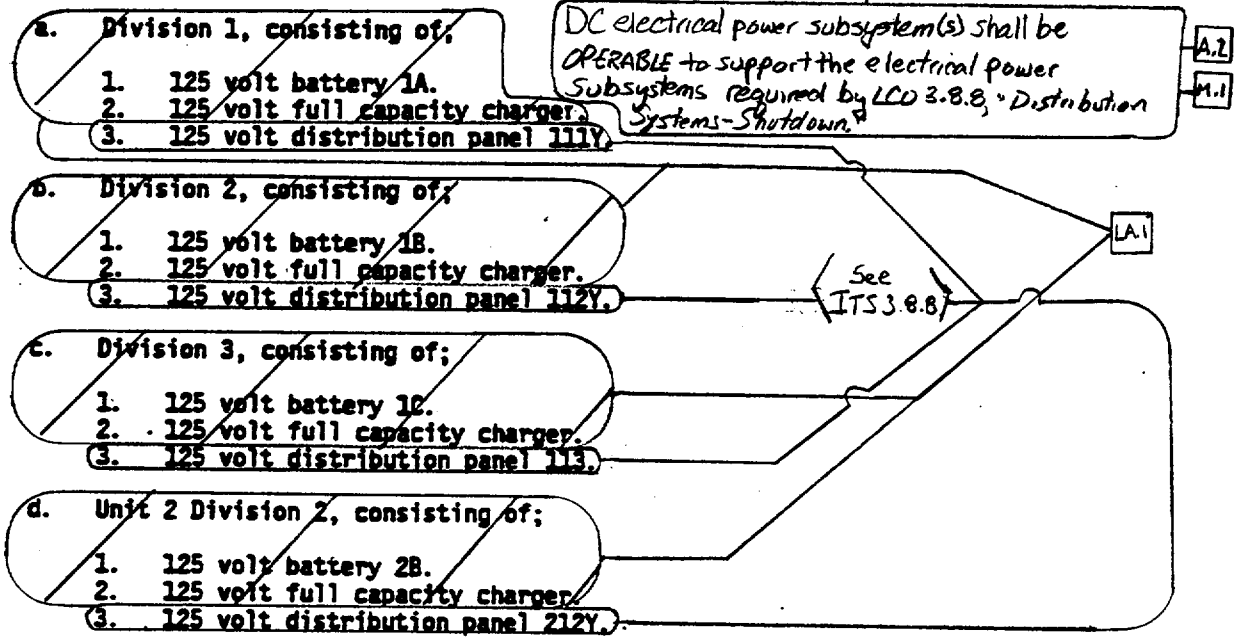 a. Division 1, consisting of;
1. 125 volt battery 1A.
2. 125 volt full capacity charger.
3. 125 volt distribution panel 111Y.
DC electrical power subsystem(s) shall be
OPERABLE to support the electrical power
Subsystems required by LCO 3.8.8, "Distribution
Systems-Shutdown."
A.2
M.1
b. Division 2, consisting of;
1. 125 volt battery 1B.
2. 125 volt full capacity charger.
3. 125 volt distribution panel 112Y.
LA.1
See
ITS 3.8.8
c. Division 3, consisting of;
1. 125 volt battery 1C.
2. 125 volt full capacity charger.
3. 125 volt distribution panel 113.
d. Unit 2 Division 2, consisting of;
1. 125 volt battery 2B.
2. 125 volt full capacity charger.
3. 125 volt distribution panel 212Y.